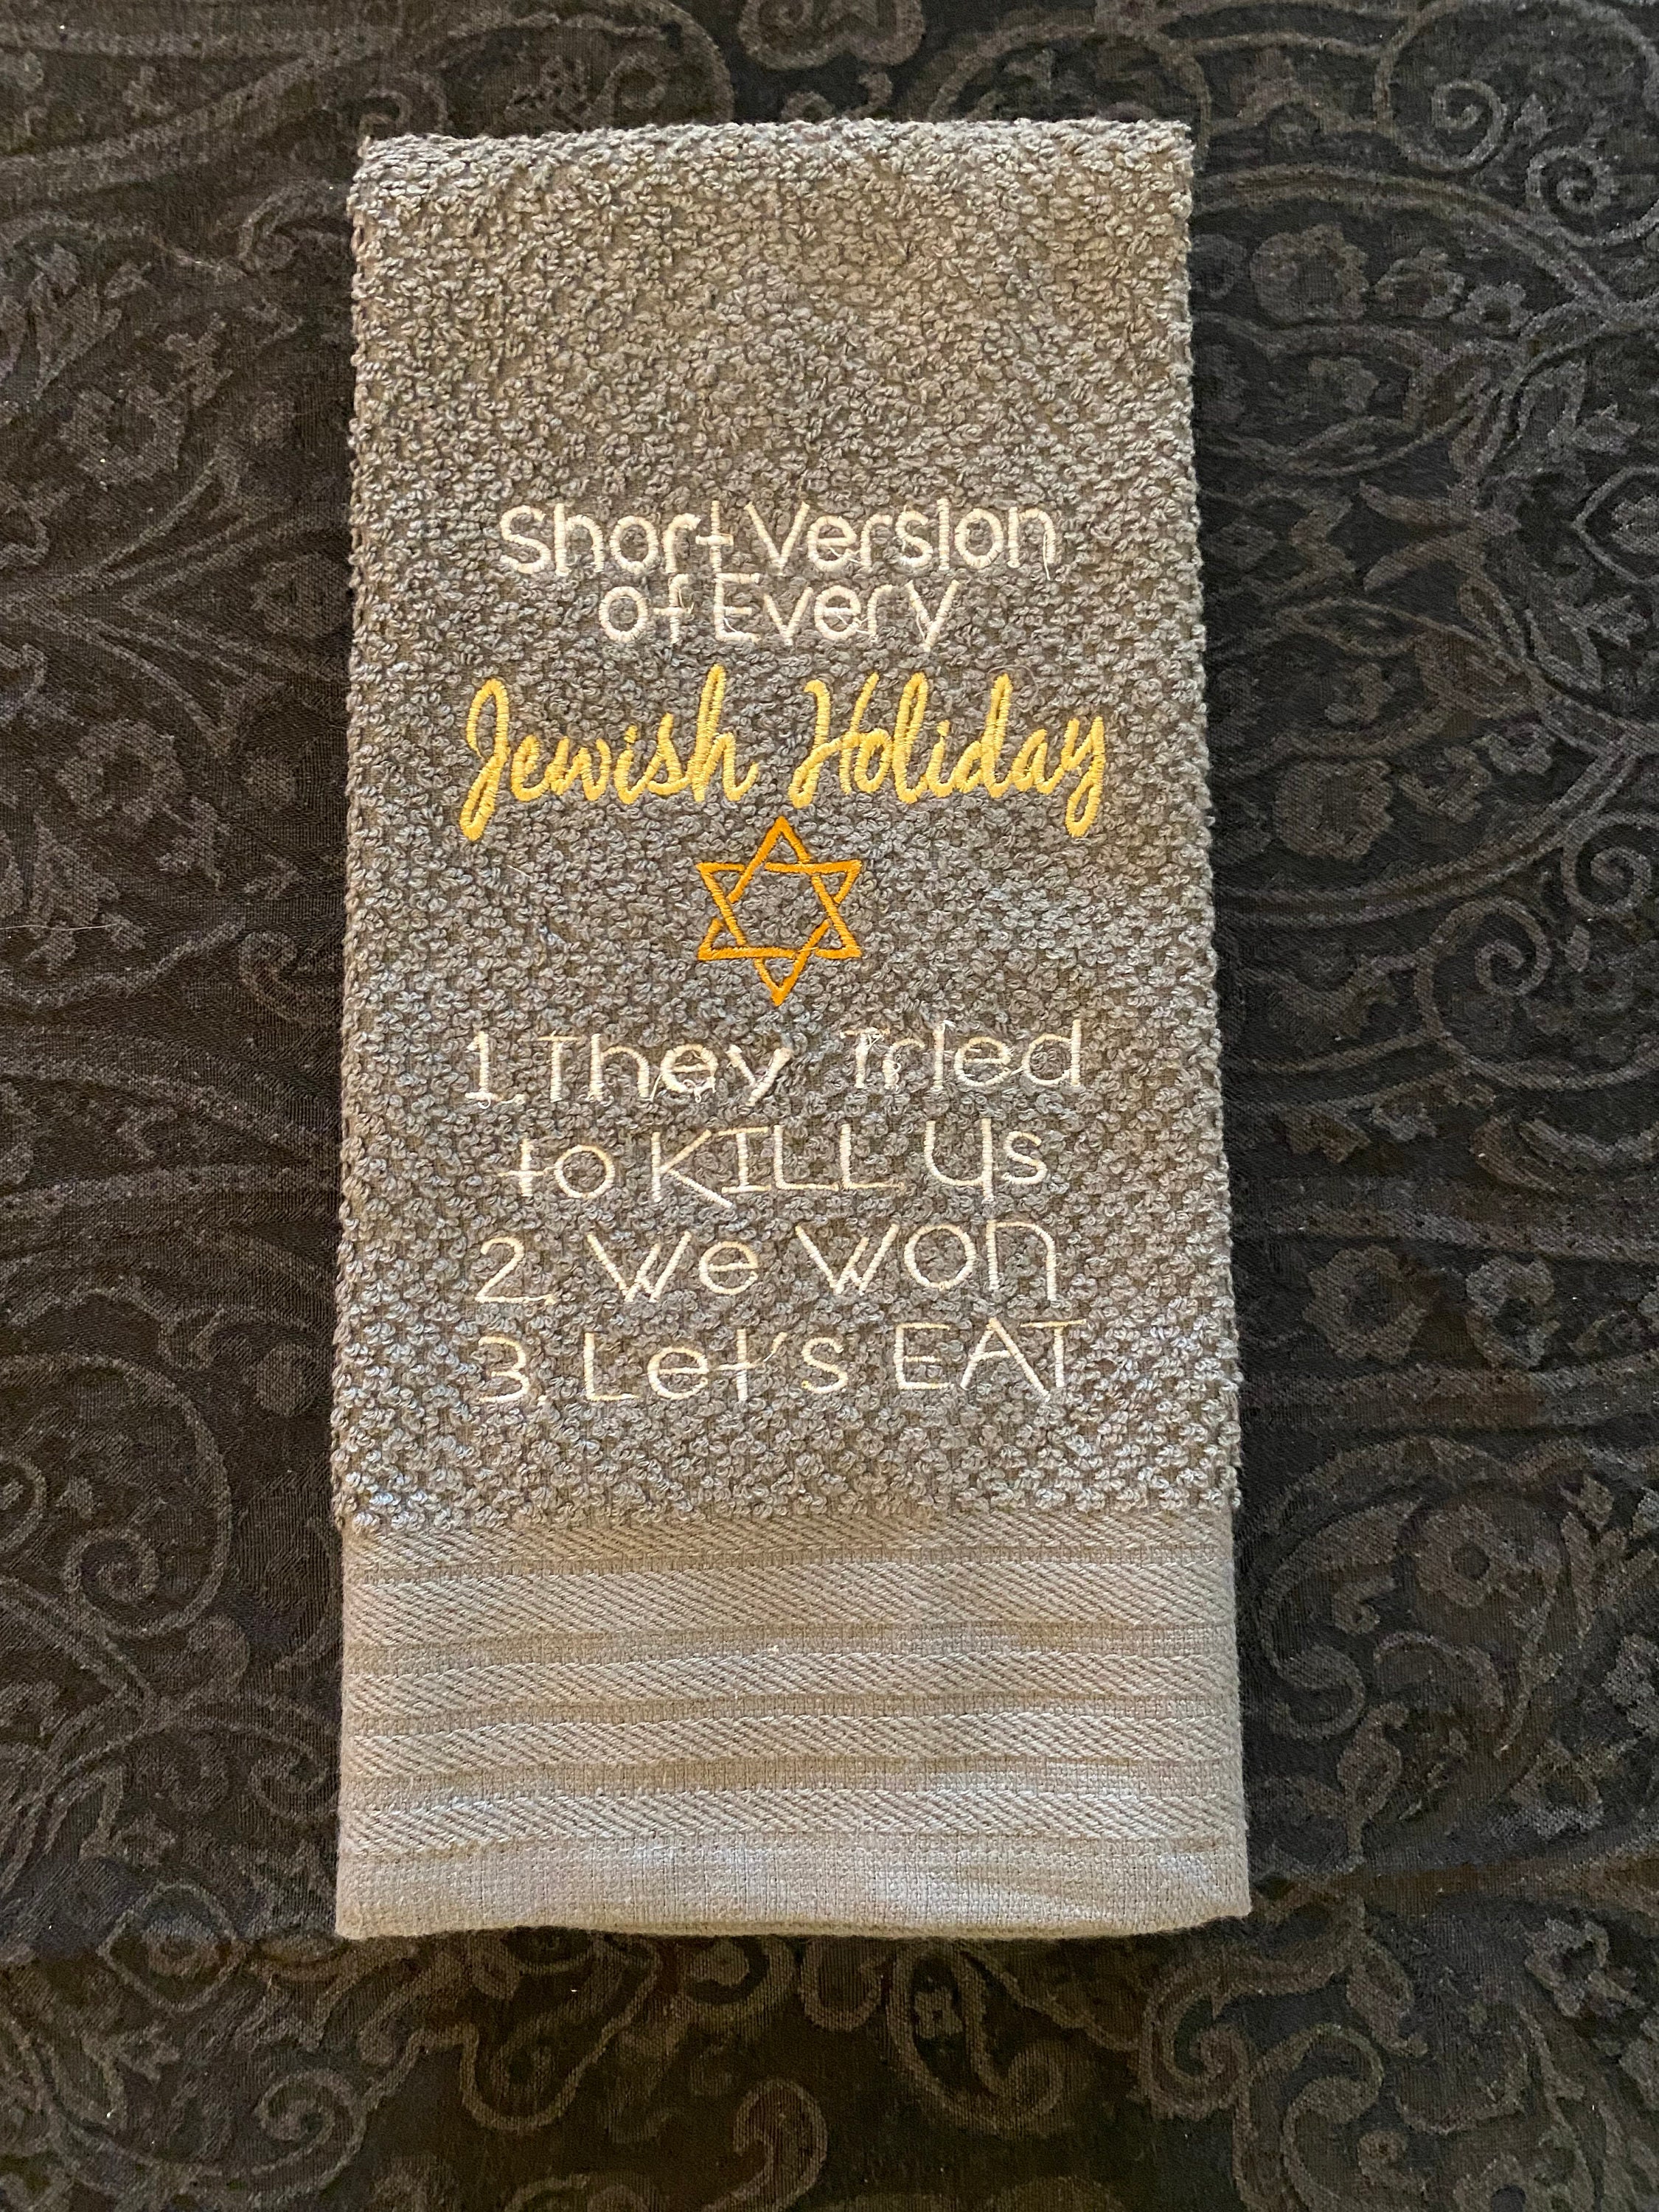 Short Version
of Every
Jewish Holiday
1. They Tried
to KILL Us
2. We Won
3. Let's EAT